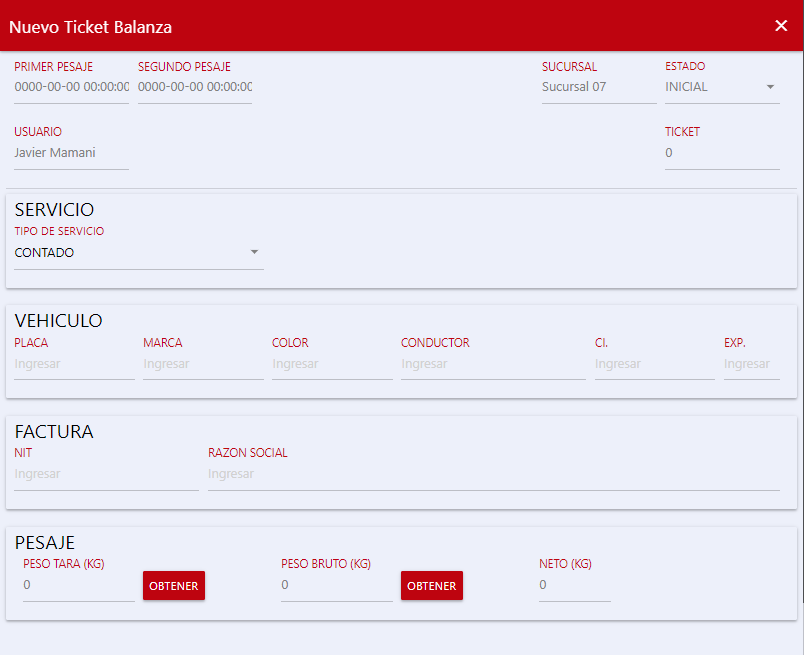 Nuevo Ticket Balanza ×
PRIMER PESAJE SEGUNDO PESAJE SUCURSAL ESTADO
0000-00-00 00:00:00 0000-00-00 00:00:00 Sucursal 07 INICIAL
USUARIO TICKET
Javier Mamani 0
SERVICIO
TIPO DE SERVICIO
CONTADO
VEHICULO
PLACA MARCA COLOR CONDUCTOR CI. EXP.
Ingresar Ingresar Ingresar Ingresar Ingresar Ingresar
FACTURA
NIT RAZON SOCIAL
Ingresar Ingresar
PESAJE
PESO TARA (KG) PESO BRUTO (KG) NETO (KG)
0 OBTENER 0 OBTENER 0